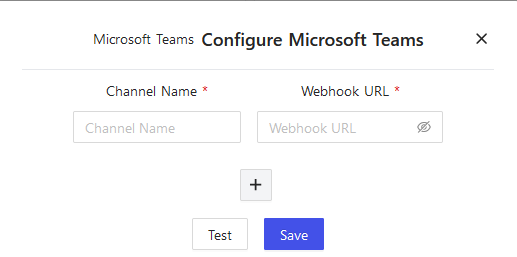 Microsoft Teams Configure Microsoft Teams
Channel Name * Webhook URL *
Channel Name Webhook URL
+
Test Save